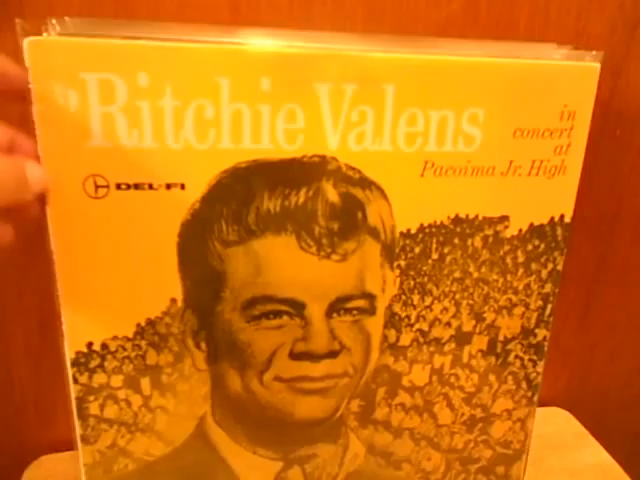 Ritchie Valens
in
concert
at
Pacoima Jr. High
DEL-FI